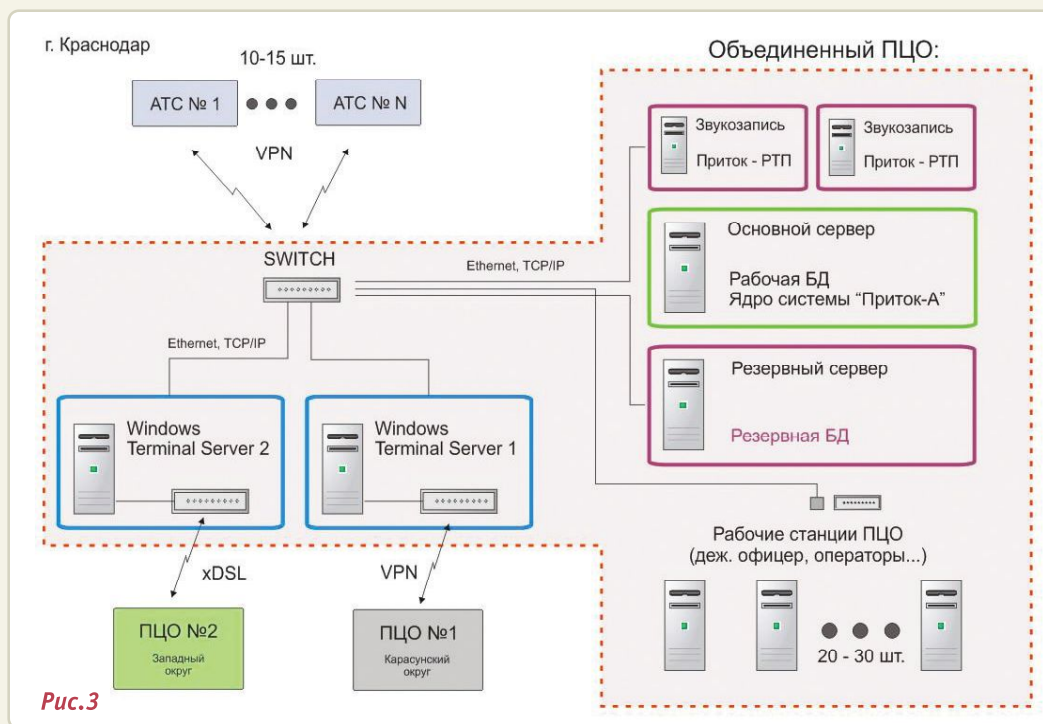 г. Краснодар
10-15 шт.
АТС № 1
АТС № N
VPN
Объединенный ПЦО:
Звукозапись
Приток - РТП
Звукозапись
Приток - РТП
Основной сервер
Рабочая БД
Ядро системы “Приток-А”
SWITCH
Ethernet, TCP/IP
Ethernet, TCP/IP
Резервный сервер
Резервная БД
Windows
Terminal Server 2
Windows
Terminal Server 1
Рабочие станции ПЦО
(деж. офицер, операторы...)
20 - 30 шт.
xDSL
VPN
ПЦО №2
Западный
округ
ПЦО №1
Карасунский
округ
Рис.3